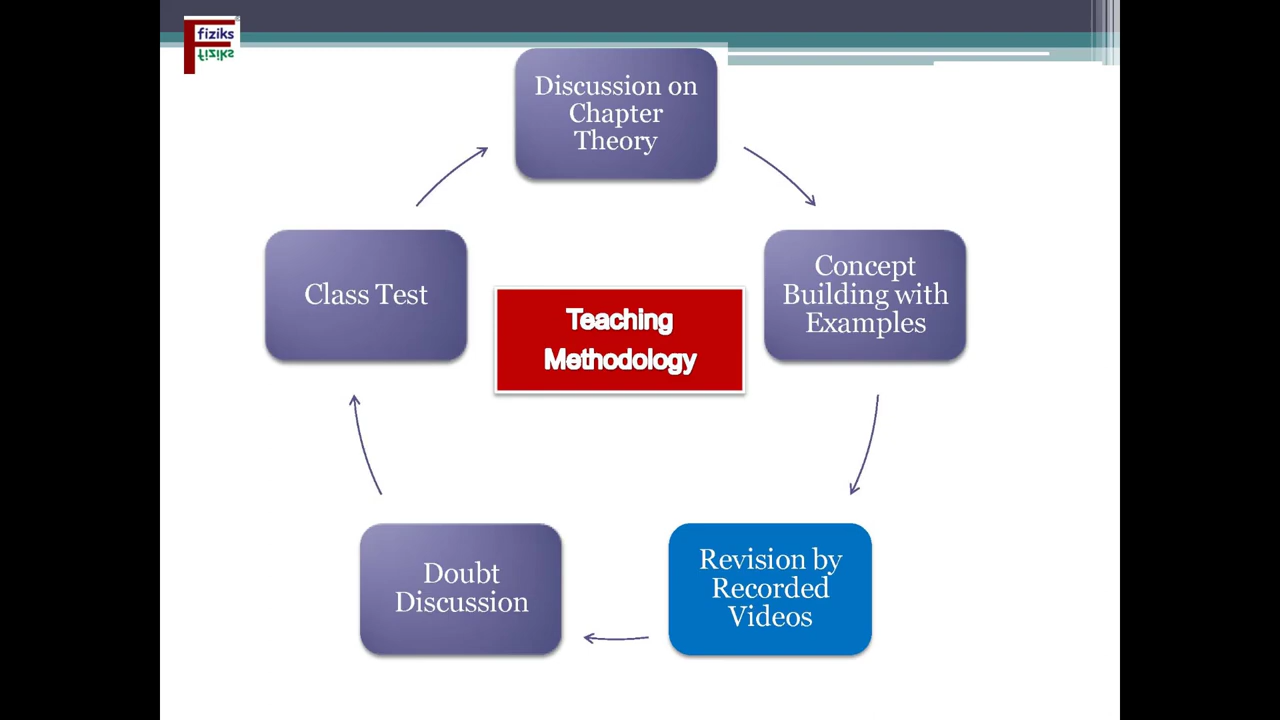 fiziks
fiziks
Discussion on
Chapter
Theory
Class Test
Concept
Building with
Examples
Teaching
Methodology
Doubt
Discussion
Revision by
Recorded
Videos